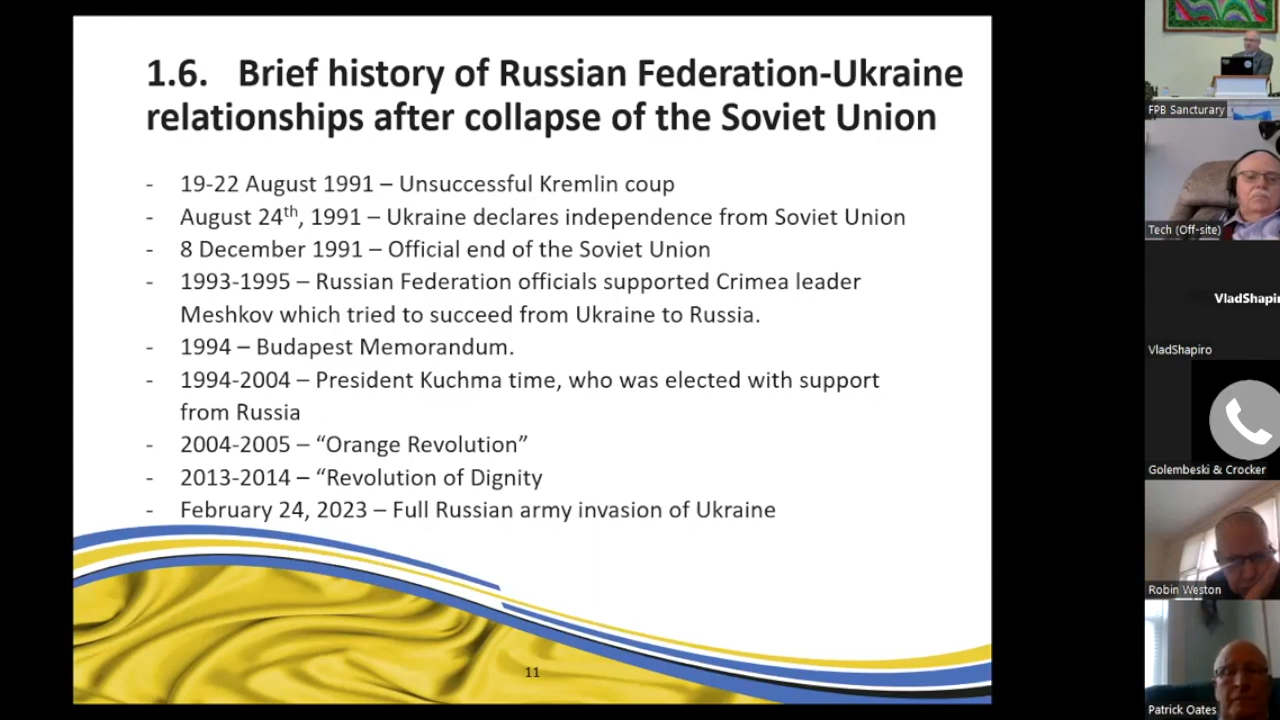 1.6. Brief history of Russian Federation-Ukraine
relationships after collapse of the Soviet Union
- 19-22 August 1991 – Unsuccessful Kremlin coup
- August 24th, 1991 – Ukraine declares independence from Soviet Union
- 8 December 1991 – Official end of the Soviet Union
- 1993-1995 – Russian Federation officials supported Crimea leader
Meshkov which tried to succeed from Ukraine to Russia.
- 1994 – Budapest Memorandum.
- 1994-2004 – President Kuchma time, who was elected with support
from Russia
- 2004-2005 – “Orange Revolution”
- 2013-2014 – “Revolution of Dignity
- February 24, 2023 – Full Russian army invasion of Ukraine
11
FPB Sancturary
Tech (Off-site)
VladShapir
VladShapiro
Golembeski & Crocker
Robin Weston
Patrick Oates